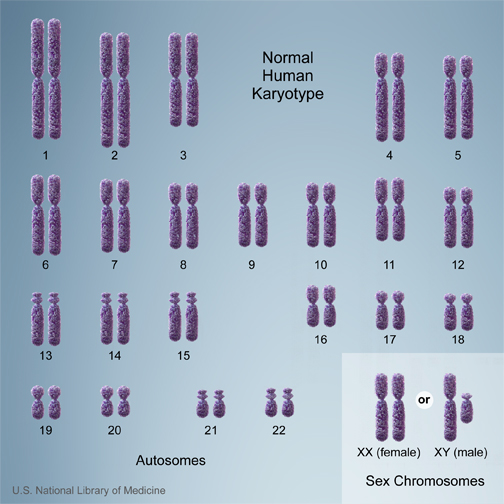 Normal
Human
Karyotype
1 2 3 4 5
6 7 8 9 10 11 12
13 14 15 16 17 18
19 20 21 22
or
XX (female) XY (male)
Autosomes
Sex Chromosomes
U.S. National Library of Medicine